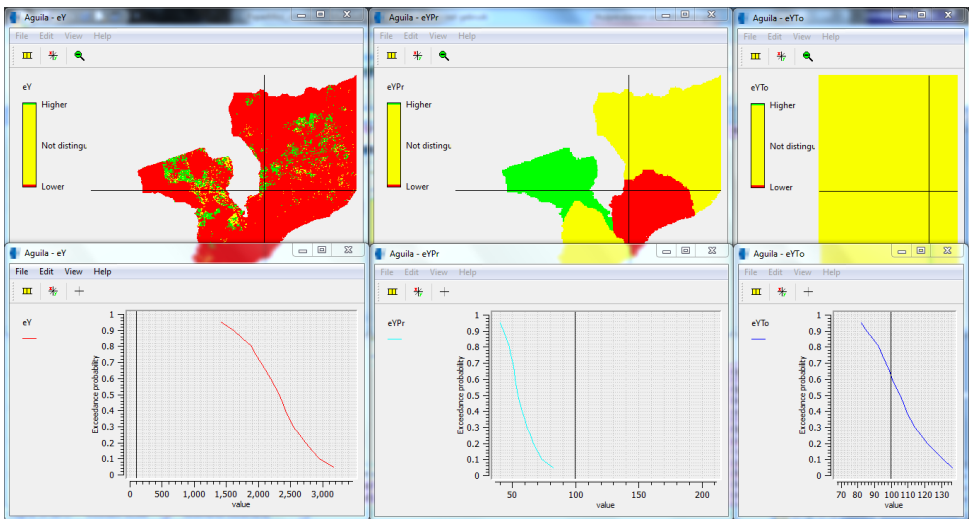 Aguila - eY
File Edit View Help
eY
Higher
Not distingu
Lower
Aguila - eYPr
File Edit View Help
eYPr
Higher
Not distingu
Lower
Aguila - eYTo
File Edit View Help
eYTo
Higher
Not distingu
Lower
Aguila - eY
File Edit View Help
eY
Exceedance probability
1
0.9
0.8
0.7
0.6
0.5
0.4
0.3
0.2
0.1
0
0 500 1,000 1,500 2,000 2,500 3,000
value
Aguila - eYPr
File Edit View Help
eYPr
Exceedance probability
1
0.9
0.8
0.7
0.6
0.5
0.4
0.3
0.2
0.1
0
50 100 150 200
value
Aguila - eYTo
File Edit View Help
eYTo
Exceedance probability
1
0.9
0.8
0.7
0.6
0.5
0.4
0.3
0.2
0.1
0
70 80 90 100 110 120 130
value